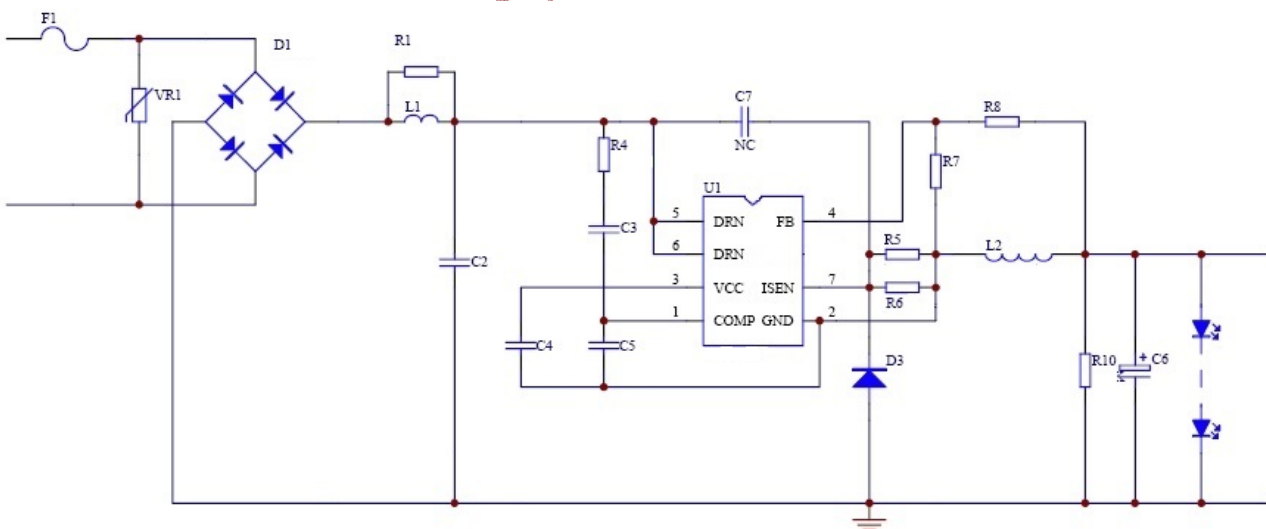 F1
D1
R1
VR1
L1
C7
R8
NC
R4
R7
U1
5 DRN FB 4
C3
R5
L2
6 DRN
C2
3 VCC ISEN 7
R6
1 COMP GND 2
C4
C5
D3
R10
+ C6